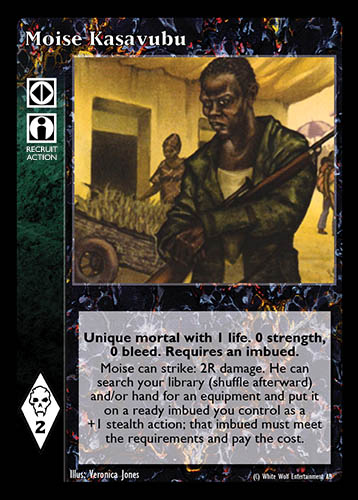 Moise Kasavubu
RECRUIT
ACTION
Unique mortal with 1 life. 0 strength,
0 bleed. Requires an imbued.
Moise can strike: 2R damage. He can
search your library (shuffle afterward)
and/or hand for an equipment and put it
on a ready imbued you control as a
+1 stealth action; that imbued must meet
the requirements and pay the cost.
2
Illus: Veronica Jones
(C) White Wolf Entertainment AB